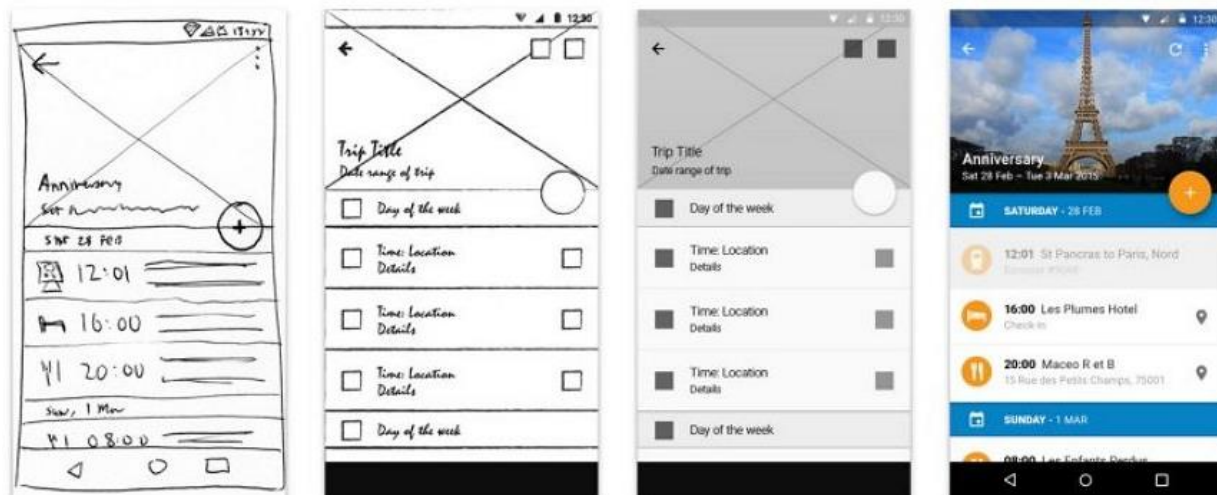 Anniversary
Sat
Sat 28 Feb
12:01
16:00
20:00
Sun, 1 Mar
08:00
12:30
Trip Title
Date range of trip
Day of the week
Time: Location
Details
Time: Location
Details
Time: Location
Details
Day of the week
12:30
Trip Title
Date range of trip
Day of the week
Time: Location
Details
Time: Location
Details
Time: Location
Details
Day of the week
12:30
Anniversary
Sat 28 Feb – Tue 3 Mar 2015
SATURDAY - 28 FEB
12:01 St Pancras to Paris, Nord
16:00 Les Plumes Hotel
Check in
20:00 Maceo R et B
15 Rue des Petits Champs, 75001
SUNDAY - 1 MAR
08:00 Les Enfants Perdus